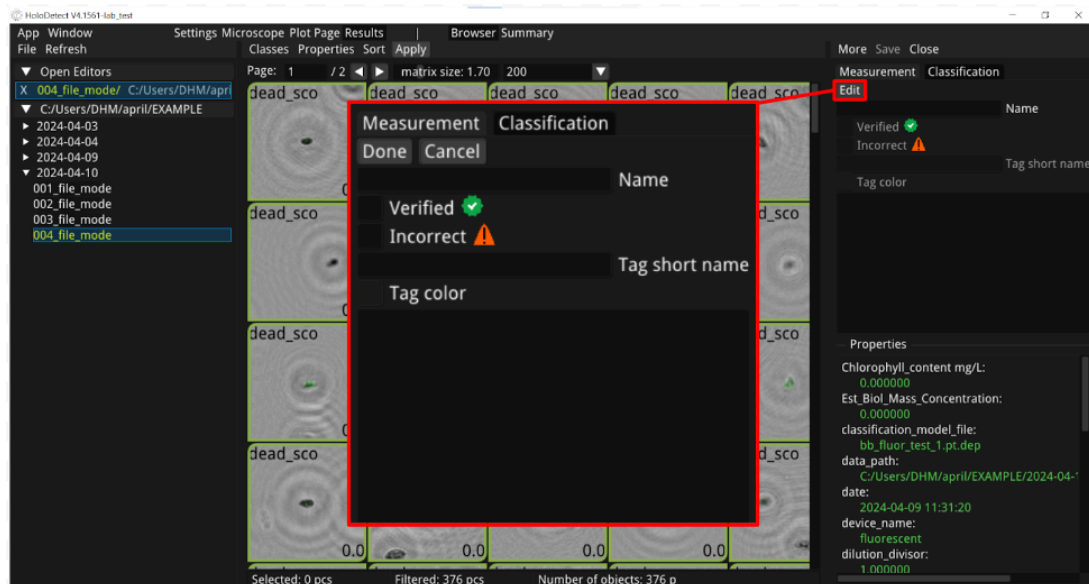 HoloDetect V4.1561-lab_test
App Window Settings Microscope Plot Page Results | Browser Summary
File Refresh Classes Properties Sort Apply More Save Close
Open Editors
X 004_file_mode/ C:/Users/DHM/apri
C:/Users/DHM/april/EXAMPLE
2024-04-03
2024-04-04
2024-04-09
2024-04-10
001_file_mode
002_file_mode
003_file_mode
004_file_mode
Page: 1 / 2 matrix size: 1.70 200
dead_sco dead_sco dead_sco dead_sco dead_sco
dead_sco d_sco
dead_sco d_sco
dead_sco d_sco
0.0 0.0 0.0 0.0
Measurement Classification
Done Cancel
Name
Verified
Incorrect
Tag short name
Tag color
Selected: 0 pcs Filtered: 376 pcs Number of objects: 376 p
Measurement Classification
Edit
Name
Verified
Incorrect
Tag short name
Tag color
Properties
Chlorophyll_content mg/L:
0.000000
Est_Biol_Mass_Concentration:
0.000000
classification_model_file:
bb_fluor_test_1.pt.dep
data_path:
C:/Users/DHM/april/EXAMPLE/2024-04-
date:
2024-04-09 11:31:20
device_name:
fluorescent
dilution_divisor:
1.000000